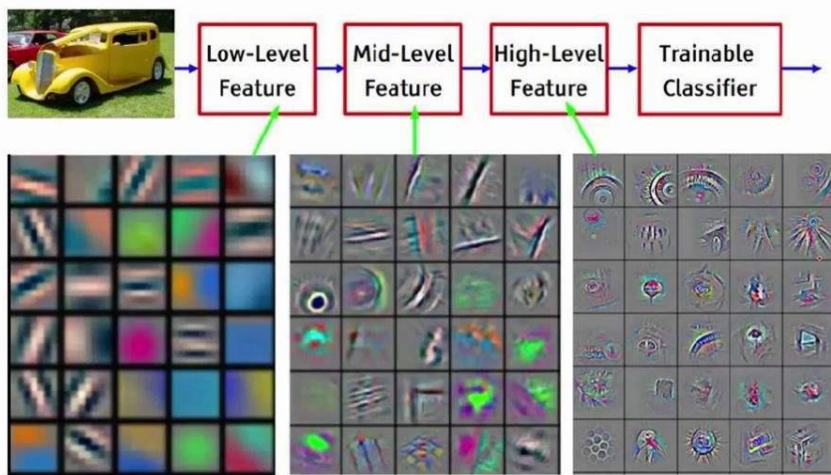 Low-Level
Feature
Mid-Level
Feature
High-Level
Feature
Trainable
Classifier